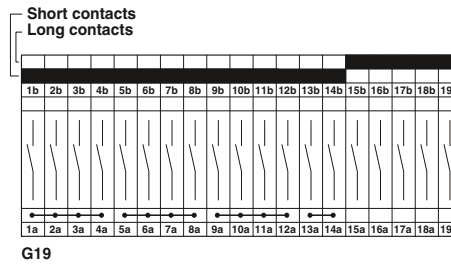 Short contacts
Long contacts
1b 2b 3b 4b 5b 6b 7b 8b 9b 10b 11b 12b 13b 14b 15b 16b 17b 18b 19
1a 2a 3a 4a 5a 6a 7a 8a 9a 10a 11a 12a 13a 14a 15a 16a 17a 18a 19
G19